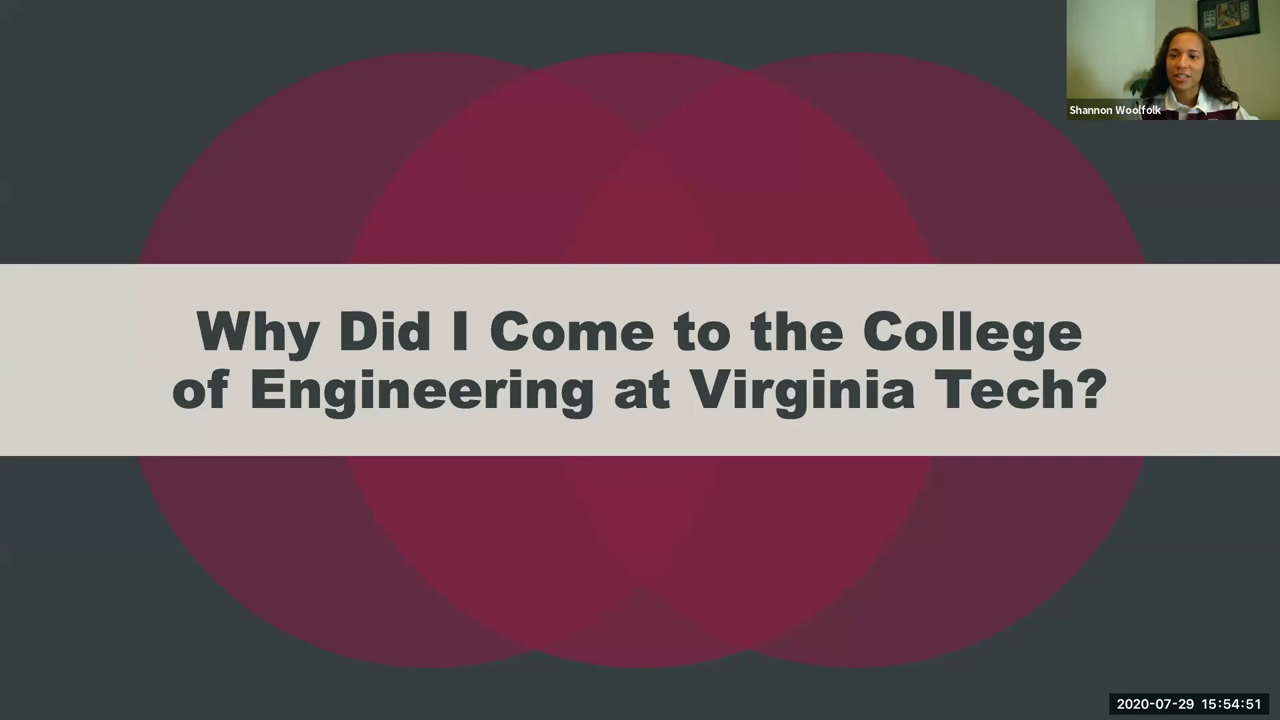 Shannon Woolfolk
Why Did I Come to the College
of Engineering at Virginia Tech?
2020-07-29 15:54:51